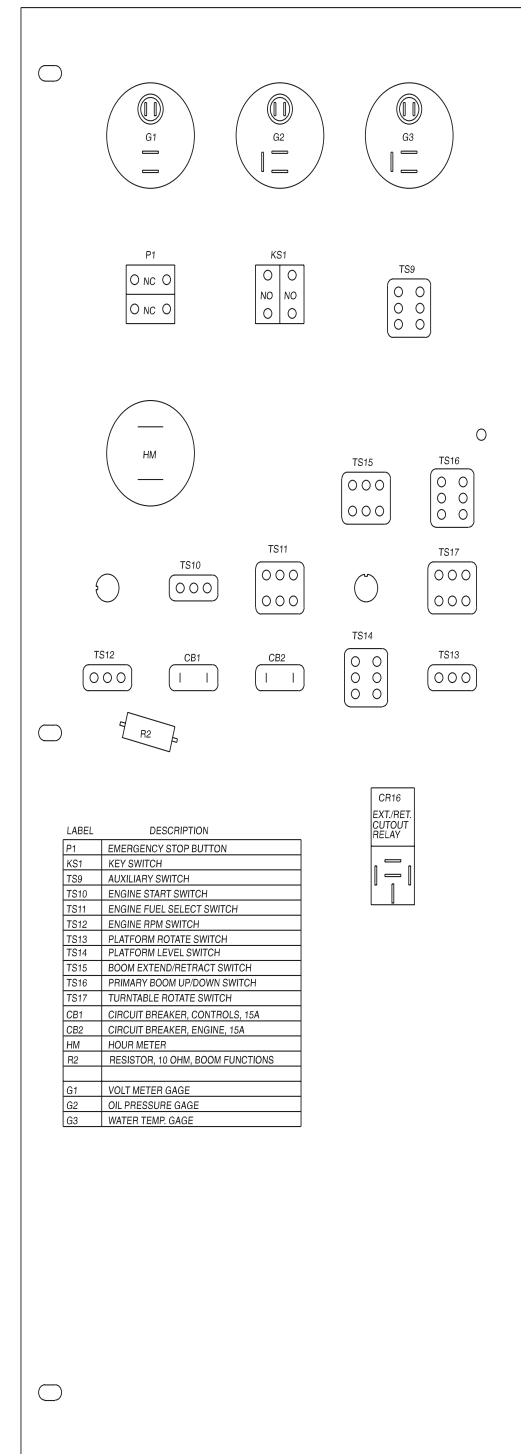 G1 G2 G3
P1 KS1 TS9
NC NO NO
NC
HM
TS15 TS16
TS10 TS11 TS17
TS14
TS12 CB1 CB2 TS13
R2
CR16
EXT./RET.
CUTOUT
RELAY
LABEL DESCRIPTION
P1 EMERGENCY STOP BUTTON
KS1 KEY SWITCH
TS9 AUXILIARY SWITCH
TS10 ENGINE START SWITCH
TS11 ENGINE FUEL SELECT SWITCH
TS12 ENGINE RPM SWITCH
TS13 PLATFORM ROTATE SWITCH
TS14 PLATFORM LEVEL SWITCH
TS15 BOOM EXTEND/RETRACT SWITCH
TS16 PRIMARY BOOM UP/DOWN SWITCH
TS17 TURNTABLE ROTATE SWITCH
CB1 CIRCUIT BREAKER, CONTROLS, 15A
CB2 CIRCUIT BREAKER, ENGINE, 15A
HM HOUR METER
R2 RESISTOR, 10 OHM, BOOM FUNCTIONS
G1 VOLT METER GAGE
G2 OIL PRESSURE GAGE
G3 WATER TEMP. GAGE